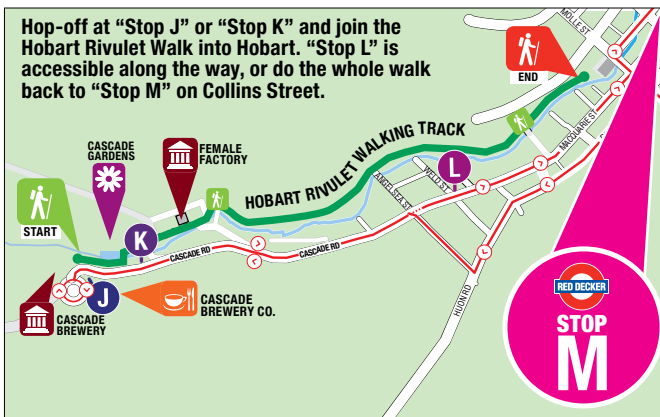 Hop-off at “Stop J” or “Stop K” and join the
Hobart Rivulet Walk into Hobart. “Stop L” is
accessible along the way, or do the whole walk
back to “Stop M” on Collins Street.
MOLLE ST
END
CASCADE
GARDENS
FEMALE
FACTORY
HOBART RIVULET WALKING TRACK
MACQUARIE ST
L
WELD ST
ANGLESEA ST
START
K
CASCADE RD
CASCADE RD
J
CASCADE
BREWERY CO.
CASCADE
BREWERY
HUON RD
RED DECKER
STOP
M